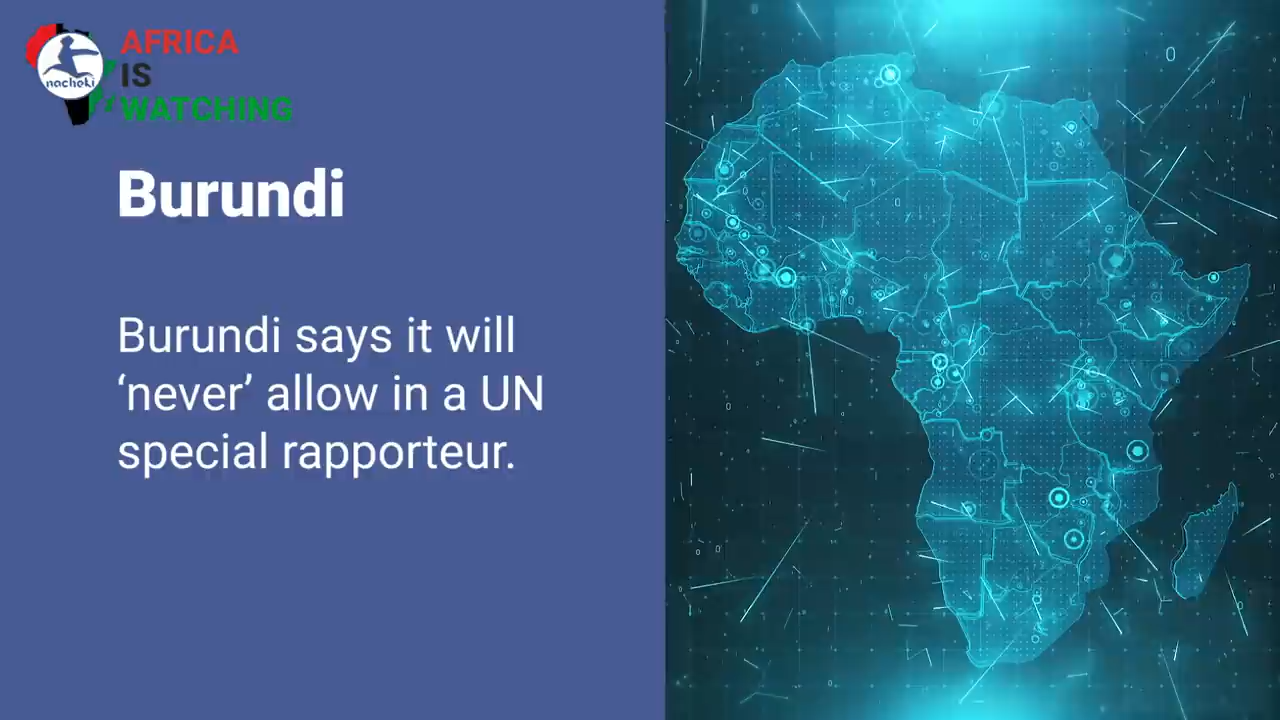 AFRICA
IS
WATCHING
nacheki
Burundi
Burundi says it will
‘never’ allow in a UN
special rapporteur.